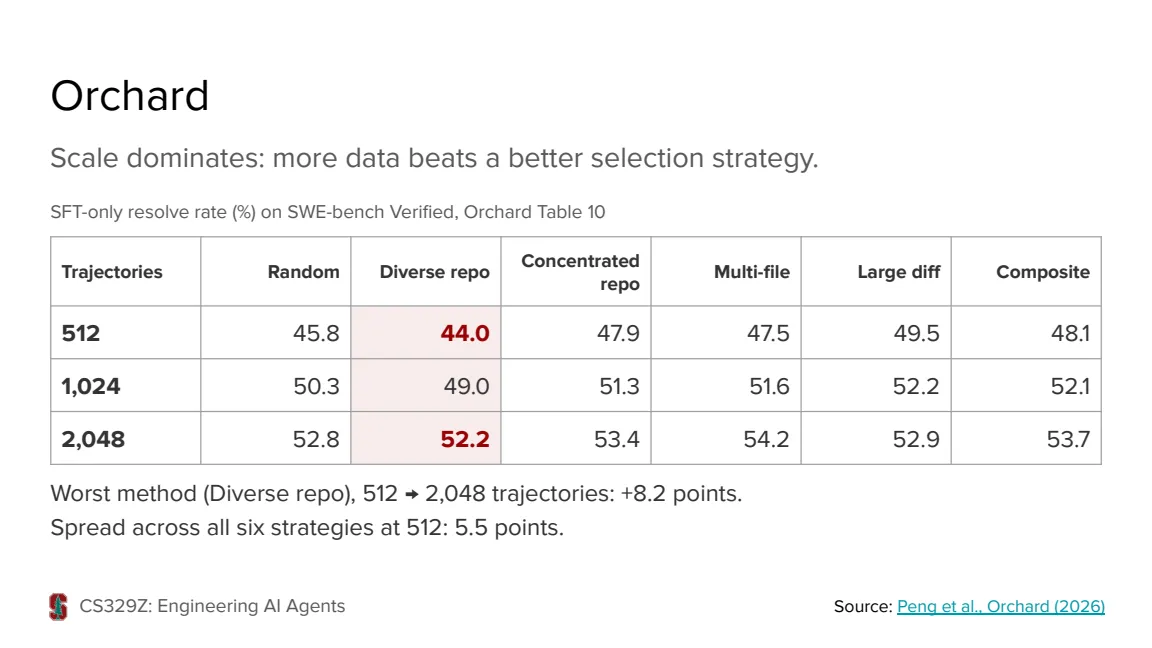 Orchard
Scale dominates: more data beats a better selection strategy.
SFT-only resolve rate (%) on SWE-bench Verified, Orchard Table 10
Trajectories Random Diverse repo Concentrated repo Multi-file Large diff Composite
512 45.8 44.0 47.9 47.5 49.5 48.1
1,024 50.3 49.0 51.3 51.6 52.2 52.1
2,048 52.8 52.2 53.4 54.2 52.9 53.7
Worst method (Diverse repo), 512 → 2,048 trajectories: +8.2 points.
Spread across all six strategies at 512: 5.5 points.
CS329Z: Engineering AI Agents
Source: Peng et al., Orchard (2026)